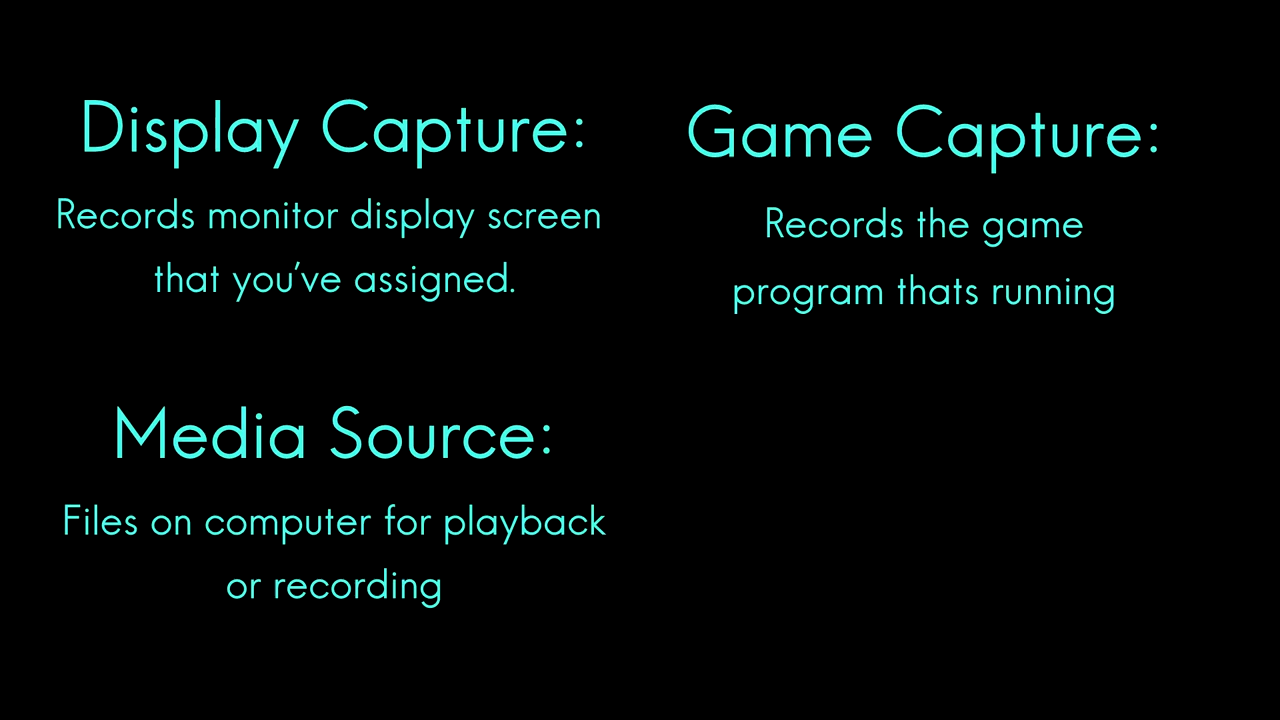 Display Capture:
Records monitor display screen
that you've assigned.
Game Capture:
Records the game
program thats running
Media Source:
Files on computer for playback
or recording